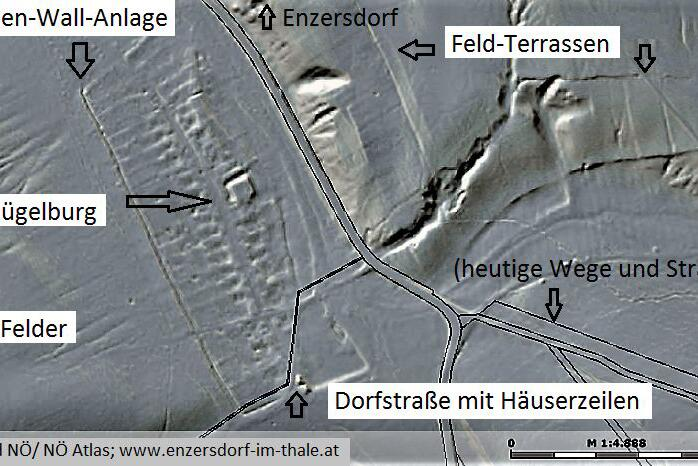 en-Wall-Anlage
Enzersdorf
Feld-Terrassen
ügelburg
(heutige Wege und Stra
Felder
Dorfstraße mit Häuserzeilen
d NÖ/ NÖ Atlas; www.enzersdorf-im-thale.at
0 M 1:4.888